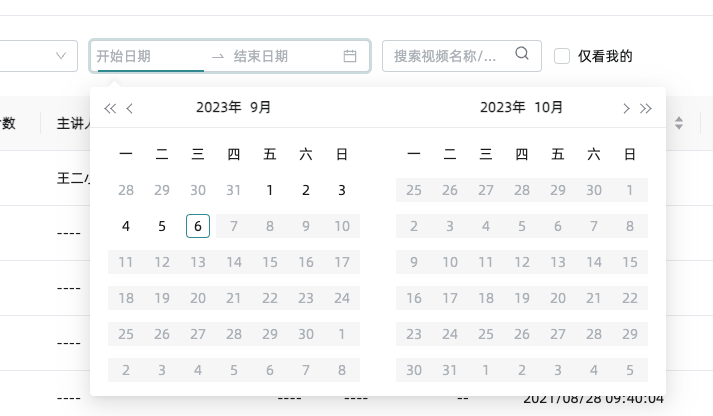 开始日期 → 结束日期 搜索视频名称/... 仅看我的
数 主讲人
王二小
2023年 9月 2023年 10月
一 二 三 四 五 六 日 一 二 三 四 五 六 日
28 29 30 31 1 2 3 25 26 27 28 29 30 1
4 5 6 7 8 9 10 2 3 4 5 6 7 8
11 12 13 14 15 16 17 9 10 11 12 13 14 15
18 19 20 21 22 23 24 16 17 18 19 20 21 22
25 26 27 28 29 30 1 23 24 25 26 27 28 29
2 3 4 5 6 7 8 30 31 1 2 3 4 5
----
----
----
---- ---- ---- -- 2021/08/28 09:40:04